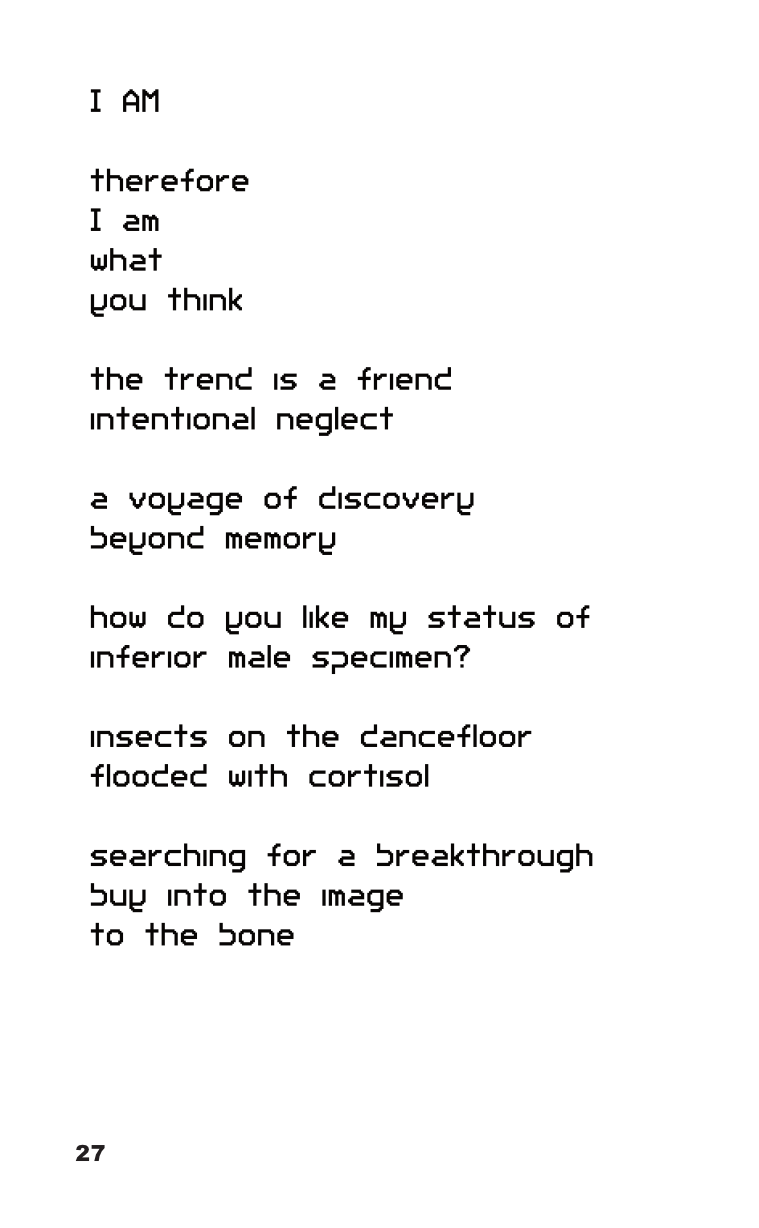 I AM
therefore
I am
what
you think
the trend is a friend
intentional neglect
a voyage of discovery
beyond memory
how do you like my status of
inferior male specimen?
insects on the dancefloor
flooded with cortisol
searching for a breakthrough
buy into the image
to the bone
27